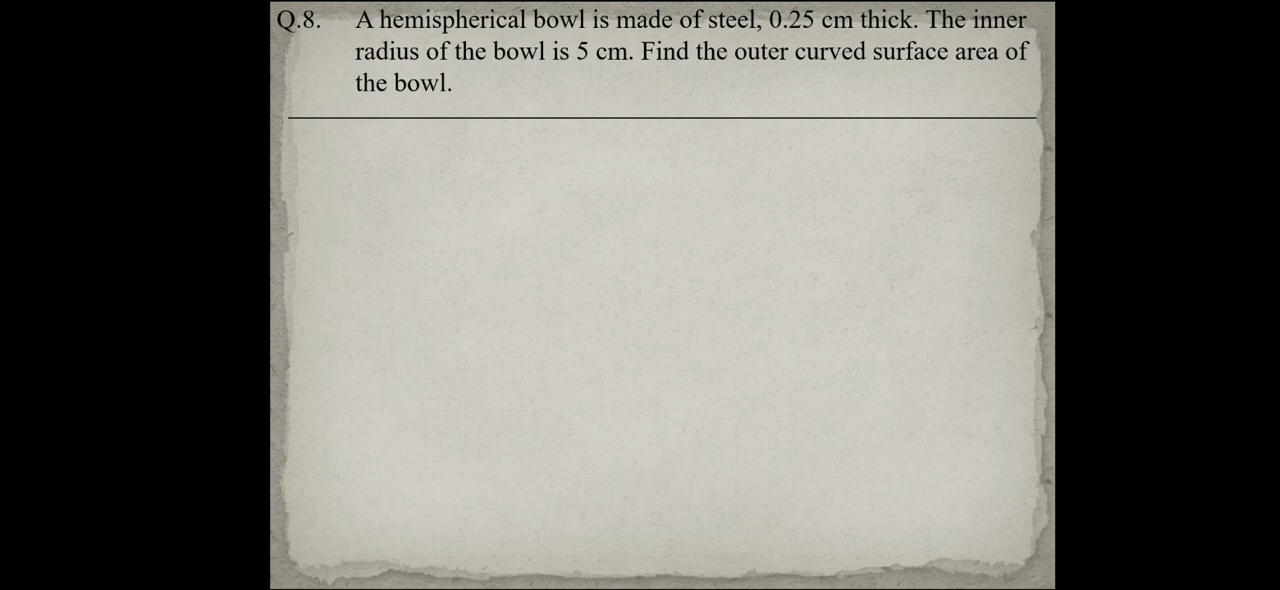 Q.8. A hemispherical bowl is made of steel, 0.25 cm thick. The inner
radius of the bowl is 5 cm. Find the outer curved surface area of
the bowl.